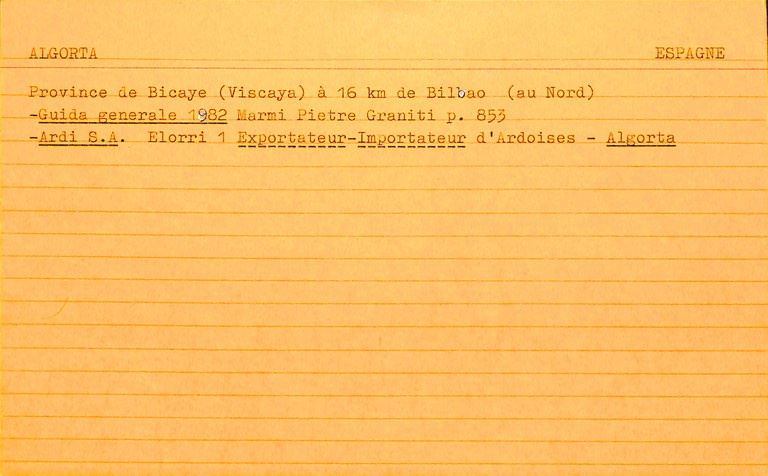 ALGORTA ESPAGNE
Province de Bicaye (Viscaya) à 16 km de Bilbao (au Nord)
-Guida generale 1982 Marmi Pietre Graniti p. 853
-Ardi S.A. Elorri 1 Exportateur-Importateur d'Ardoises - Algorta